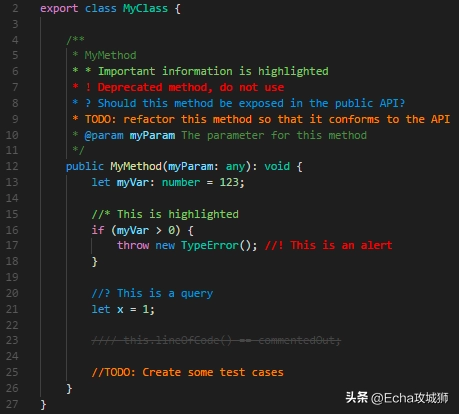 2 export class MyClass {
3
4 /**
5 * MyMethod
6 * * Important information is highlighted
7 * ! Deprecated method, do not use
8 * ? Should this method be exposed in the public API?
9 * TODO: refactor this method so that it conforms to the API
10 * @param myParam The parameter for this method
11 */
12 public MyMethod(myParam: any): void {
13 let myVar: number = 123;
14
15 //* This is highlighted
16 if (myVar > 0) {
17 throw new TypeError(); //! This is an alert
18 }
19
20 //? This is a query
21 let x = 1;
22
23 //// this.lineOfCode() == commentedOut;
24
25 //TODO: Create some test cases
26 }
27 }
头条 @Echa攻城狮